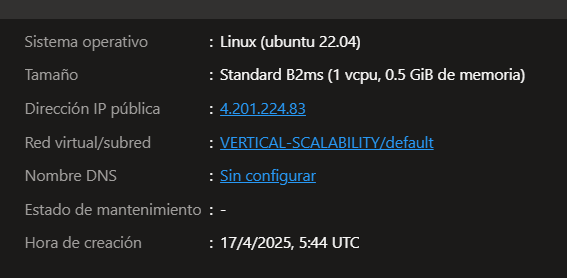 Sistema operativo : Linux (ubuntu 22.04)
Tamaño : Standard B2ms (1 vcpu, 0.5 GiB de memoria)
Dirección IP pública : 4.201.224.83
Red virtual/subred : VERTICAL-SCALABILITY/default
Nombre DNS : Sin configurar
Estado de mantenimiento : -
Hora de creación : 17/4/2025, 5:44 UTC